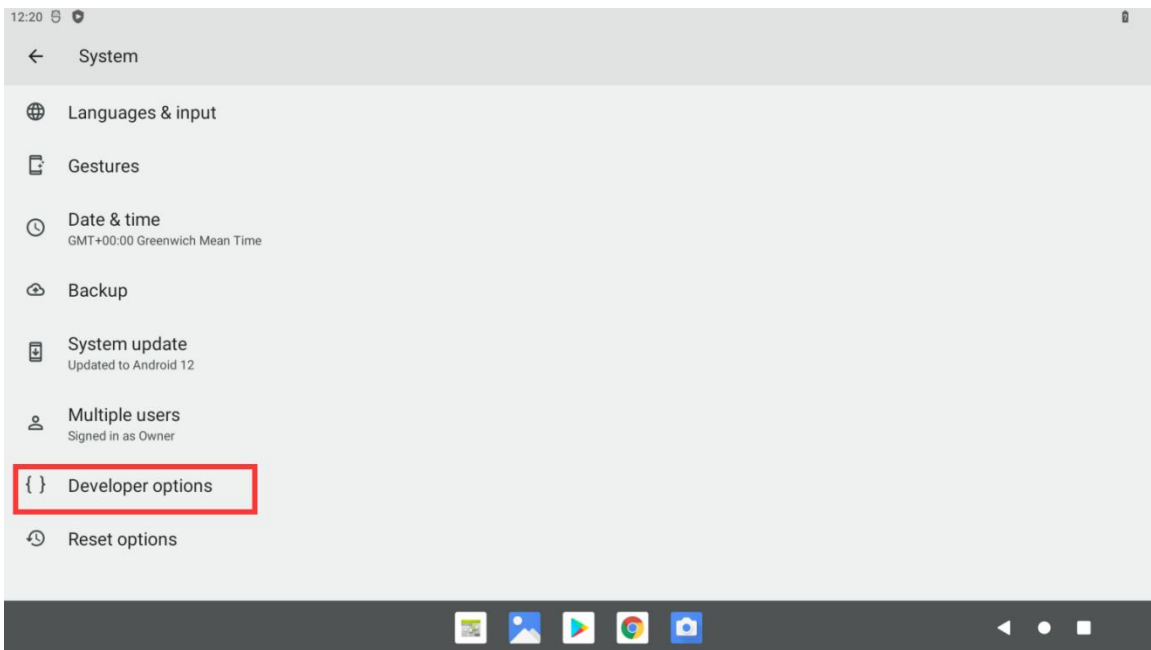 12:20
System
Languages & input
Gestures
Date & time
GMT+00:00 Greenwich Mean Time
Backup
System update
Updated to Android 12
Multiple users
Signed in as Owner
{ } Developer options
Reset options